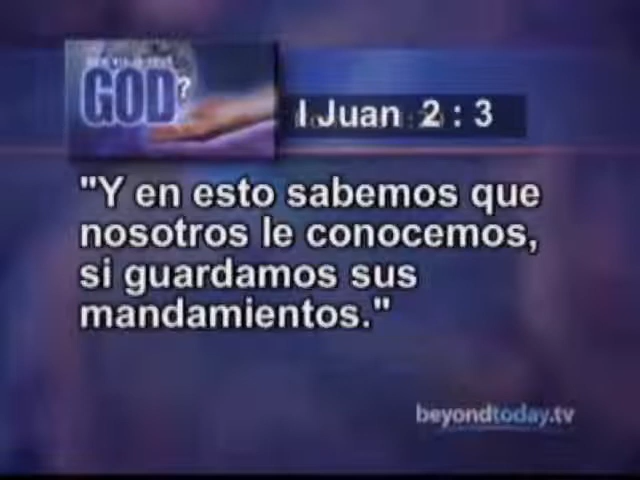 GOD?
I Juan 2 : 3
"Y en esto sabemos que
nosotros le conocemos,
si guardamos sus
mandamientos."
beyondtoday.tv